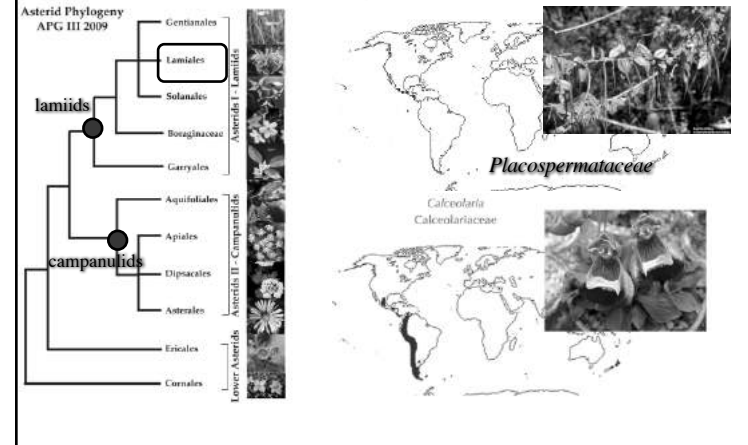 Asterid Phylogeny
APG III 2009
Gentianales
Lamiales
Solanales
Boraginaceae
Garryales
Aquifoliales
Apiales
Dipsacales
Asterales
Ericales
Cornales
lamiids
campanulids
Asterids I - Lamiids
Asterids II - Campanulids
Lower Asterids
Placospermataceae
Calceolaria
Calceolariaceae